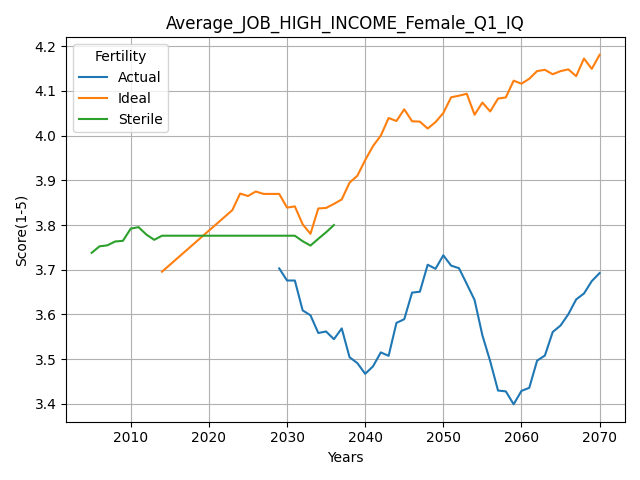 Average_JOB_HIGH_INCOME_Female_Q1_IQ
Fertility
Actual
Ideal
Sterile
Score(1-5)
4.2
4.1
4.0
3.9
3.8
3.7
3.6
3.5
3.4
2010 2020 2030 2040 2050 2060 2070
Years